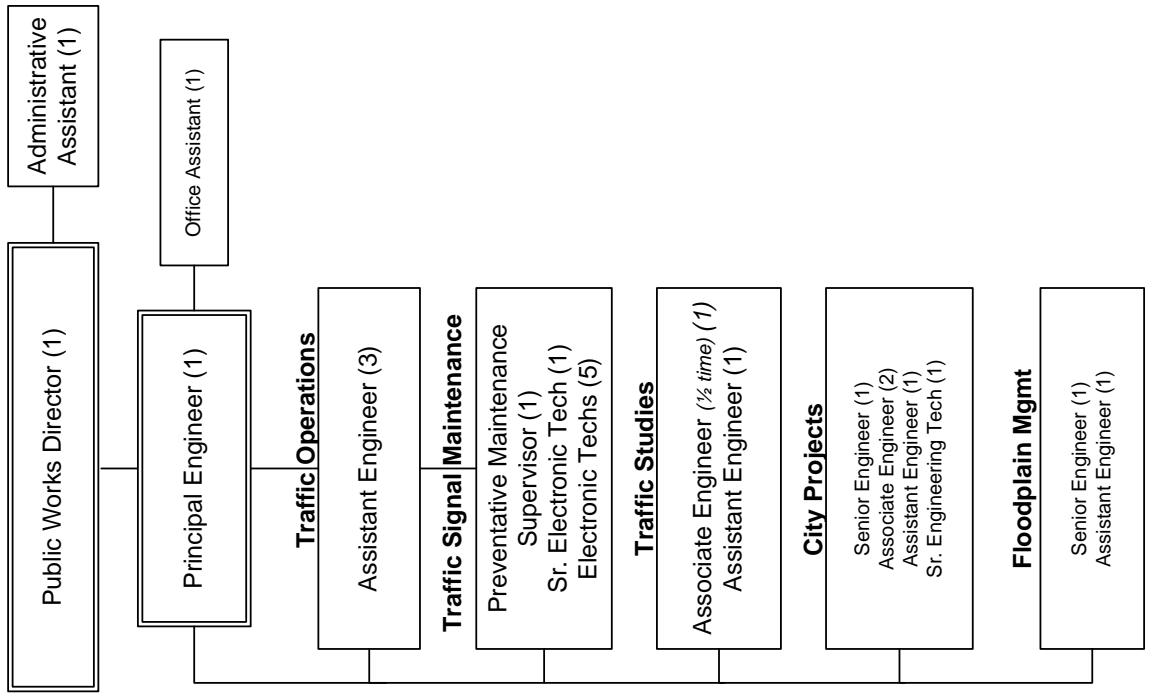 Public Works Director (1)
Administrative
Assistant (1)
Principal Engineer (1)
Office Assistant (1)
Traffic Operations
Assistant Engineer (3)
Traffic Signal Maintenance
Preventative Maintenance
Supervisor (1)
Sr. Electronic Tech (1)
Electronic Techs (5)
Traffic Studies
Associate Engineer (½ time) (1)
Assistant Engineer (1)
City Projects
Senior Engineer (1)
Associate Engineer (2)
Assistant Engineer (1)
Sr. Engineering Tech (1)
Floodplain Mgmt
Senior Engineer (1)
Assistant Engineer (1)